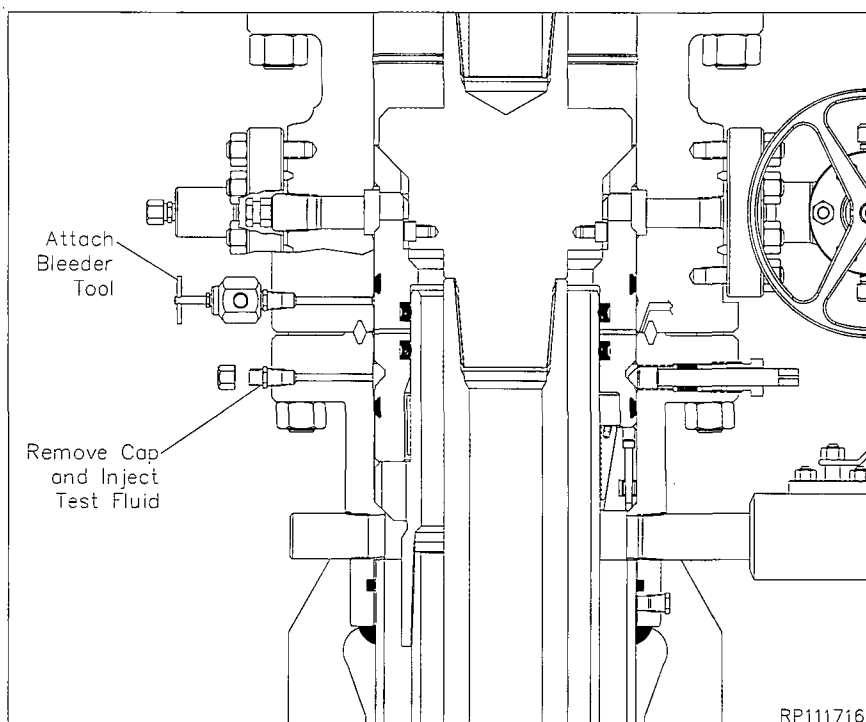 Attach
Bleeder
Tool
Remove Cap
and Inject
Test Fluid
RP111716